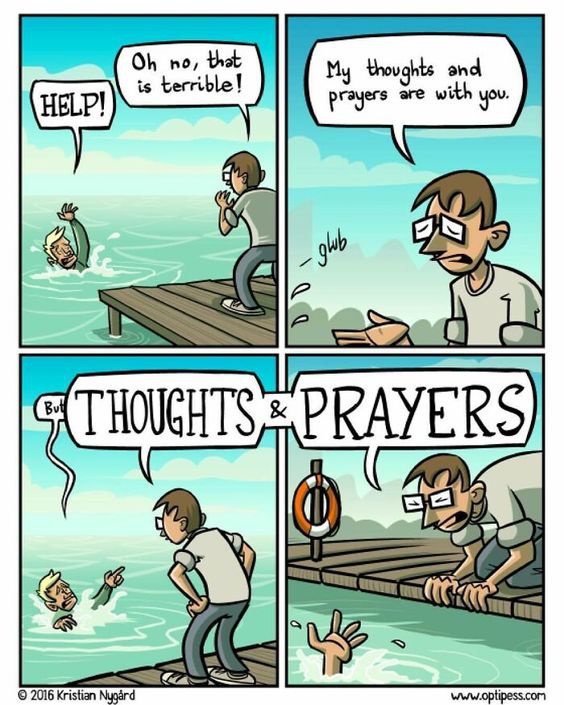 HELP!
Oh no, that
is terrible!
My thoughts and
prayers are with you.
glub
But
THOUGHTS & PRAYERS
© 2016 Kristian Nygård
www.optipess.com